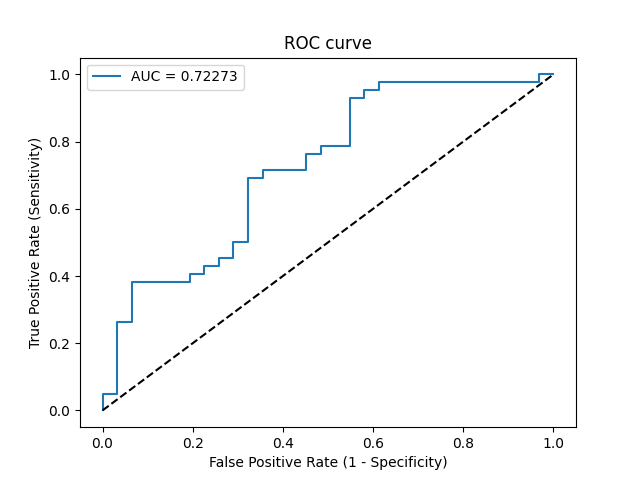 ROC curve
AUC = 0.72273
True Positive Rate (Sensitivity)
1.0
0.8
0.6
0.4
0.2
0.0
0.0 0.2 0.4 0.6 0.8 1.0
False Positive Rate (1 - Specificity)